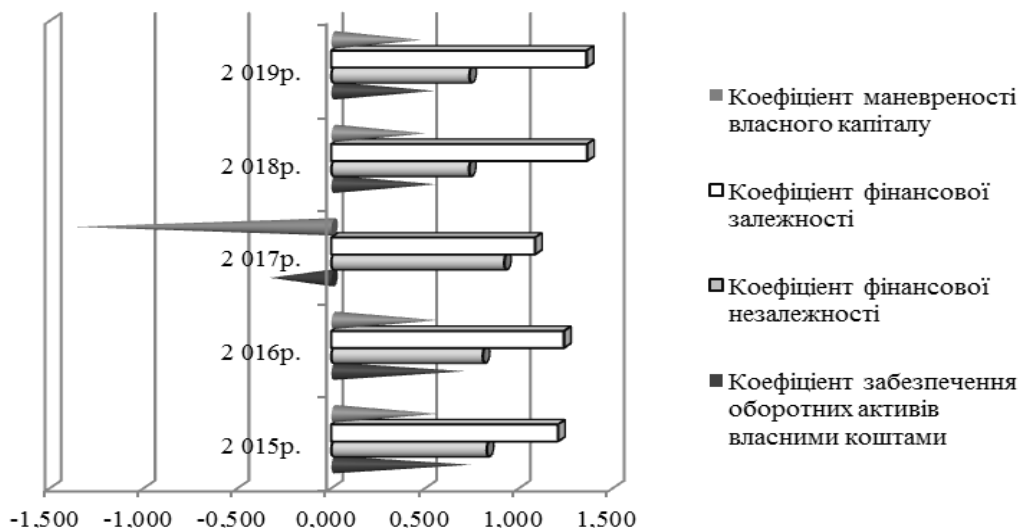 2 019р.
2 018р.
2 017р.
2 016р.
2 015р.
-1,500 -1,000 -0,500 0,000 0,500 1,000 1,500
Коефіцієнт маневреності
власного капіталу
Коефіцієнт фінансової
залежності
Коефіцієнт фінансової
незалежності
Коефіцієнт забезпечення
оборотних активів
власними коштами